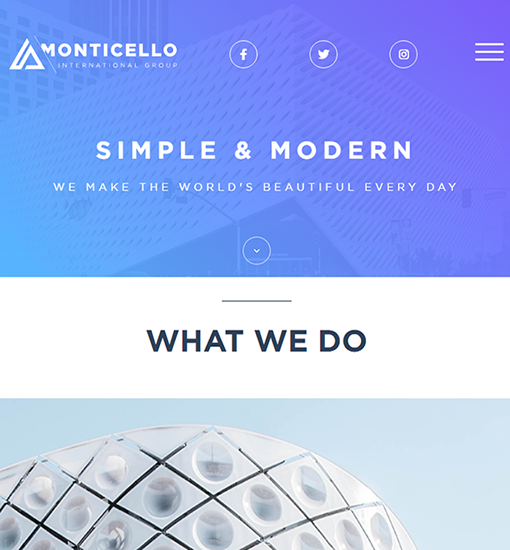 MONTICELLO
INTERNATIONAL GROUP
SIMPLE & MODERN
WE MAKE THE WORLD'S BEAUTIFUL EVERY DAY
WHAT WE DO